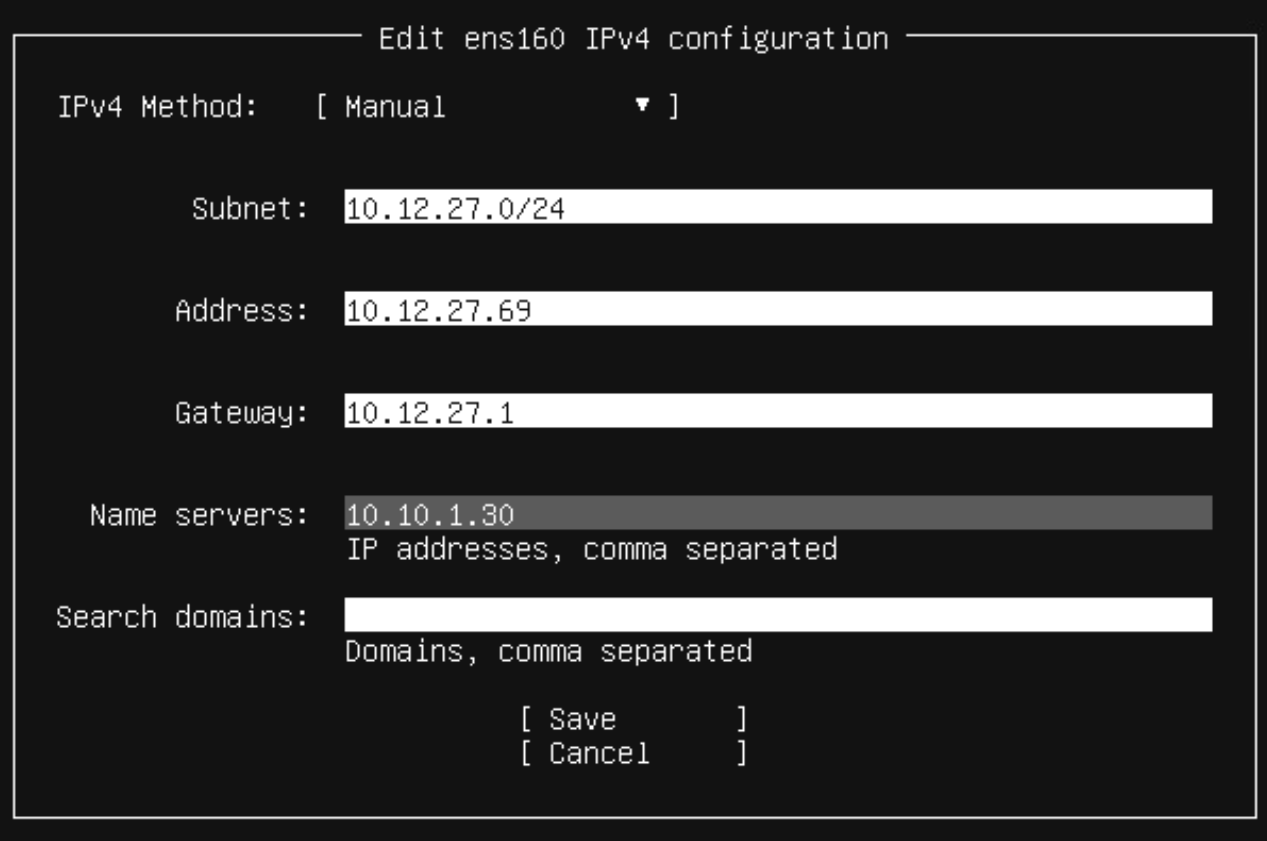 Edit ens160 IPv4 configuration
IPv4 Method: [ Manual ▼ ]
Subnet: 10.12.27.0/24
Address: 10.12.27.69
Gateway: 10.12.27.1
Name servers: 10.10.1.30
IP addresses, comma separated
Search domains:
Domains, comma separated
[ Save ]
[ Cancel ]